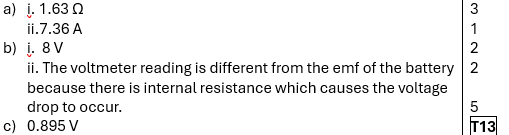 a) i. 1.63 Ω 3
ii.7.36 A 1
b) i. 8 V 2
ii. The voltmeter reading is different from the emf of the battery 2
because there is internal resistance which causes the voltage
drop to occur. 5
c) 0.895 V T13